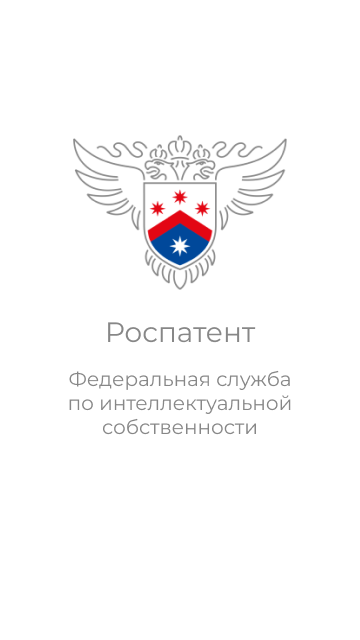 Роспатент
Федеральная служба
по интеллектуальной
собственности